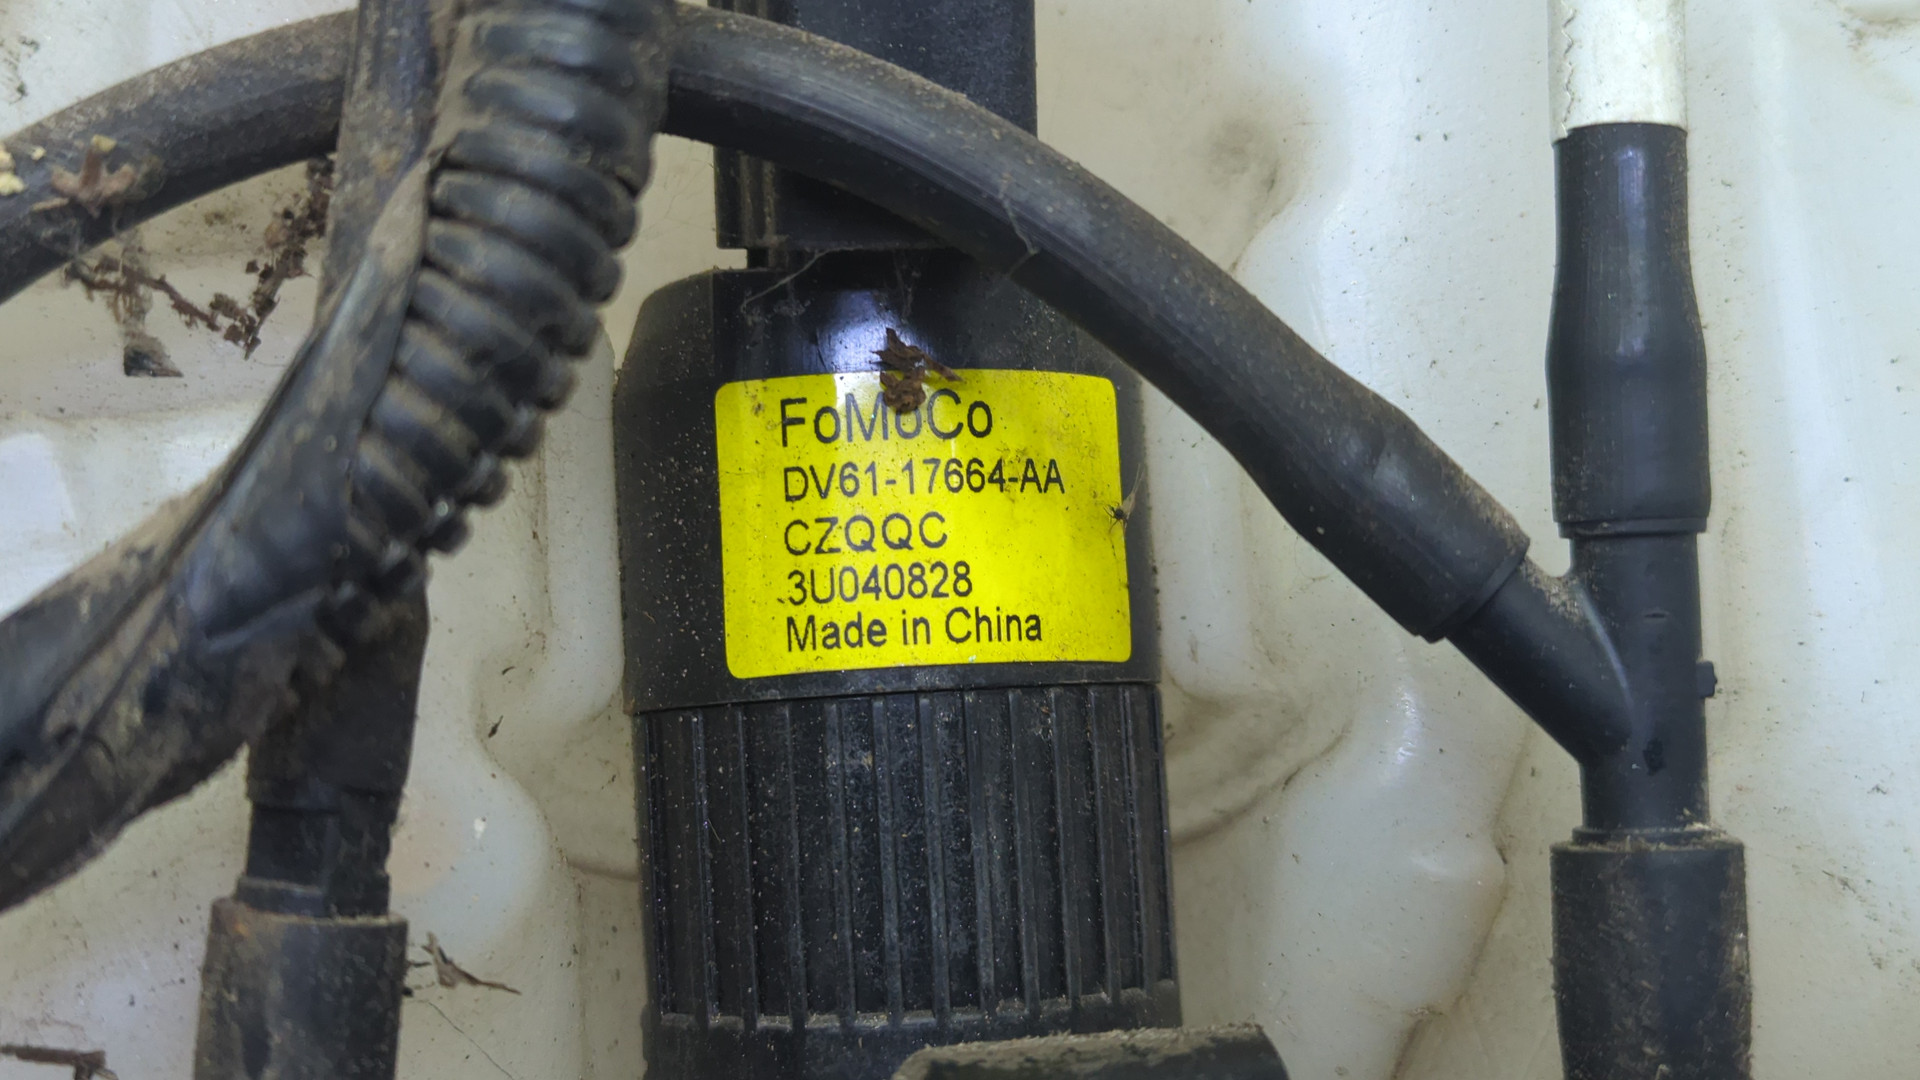 FoMoCo
DV61-17664-AA
CZQQC
3U040828
Made in China